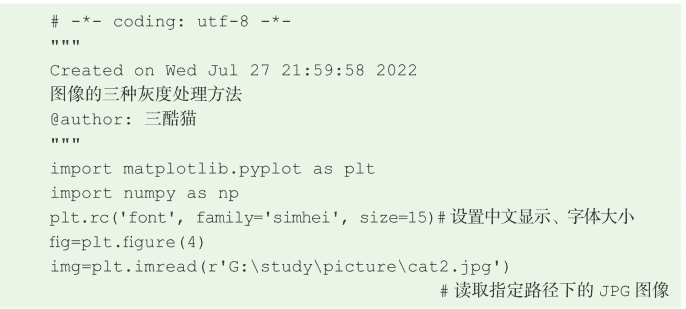 # -*- coding: utf-8 -*-
"""
Created on Wed Jul 27 21:59:58 2022
图像的三种灰度处理方法
@author: 三酷猫
"""
import matplotlib.pyplot as plt
import numpy as np
plt.rc('font', family='simhei', size=15)# 设置中文显示、字体大小
fig=plt.figure(4)
img=plt.imread(r'G:\study\picture\cat2.jpg')
# 读取指定路径下的 JPG 图像